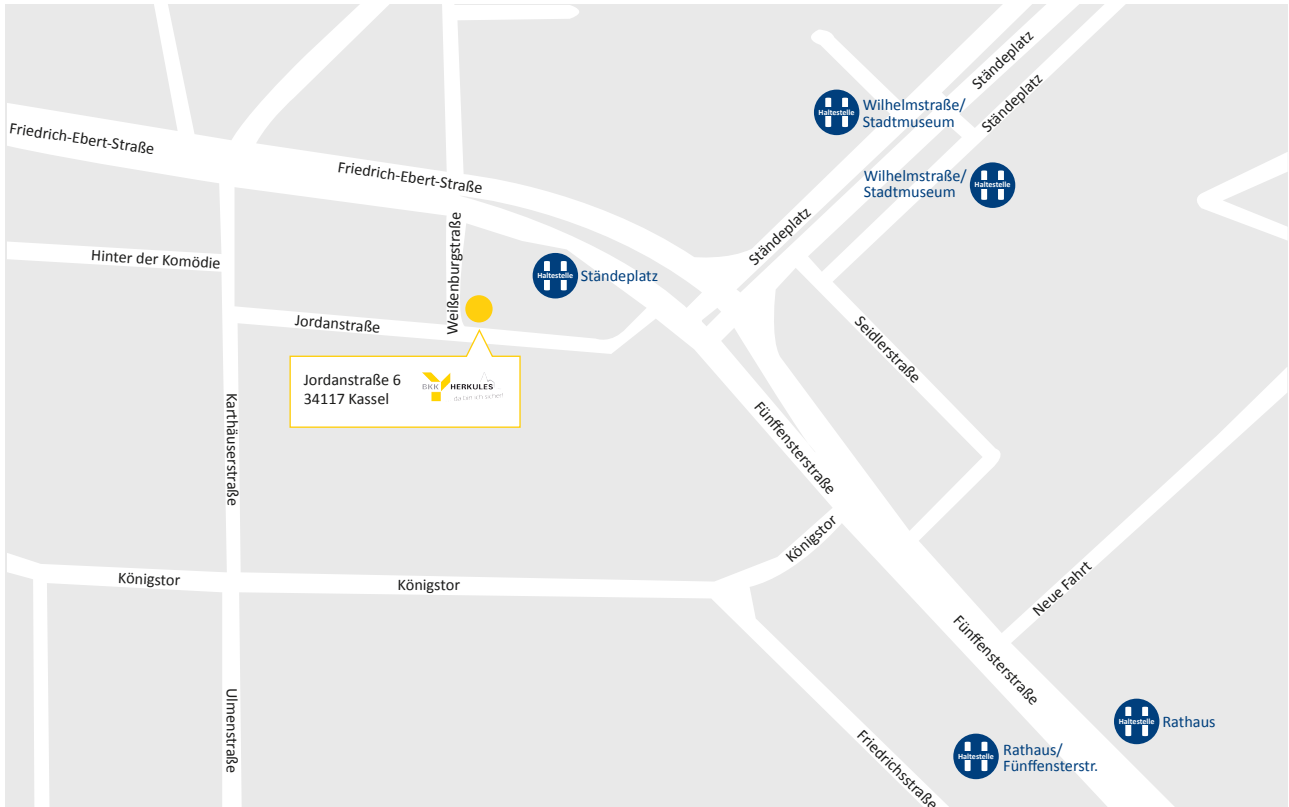 Ständeplatz
Ständeplatz
Haltestelle
Wilhelmstraße/
Stadtmuseum
Friedrich-Ebert-Straße
Friedrich-Ebert-Straße
Wilhelmstraße/
Stadtmuseum
Haltestelle
Ständeplatz
Hinter der Komödie
Weißenburgstraße
Haltestelle
Ständeplatz
Jordanstraße
Seidlerstraße
Jordanstraße 6
34117 Kassel
BKK HERKULES
Karthäuserstraße
Fünffensterstraße
Königstor
Königstor
Königstor
Neue Fahrt
Fünffensterstraße
Ulmenstraße
Friedrichsstraße
Haltestelle
Rathaus
Haltestelle
Rathaus/
Fünffensterstr.